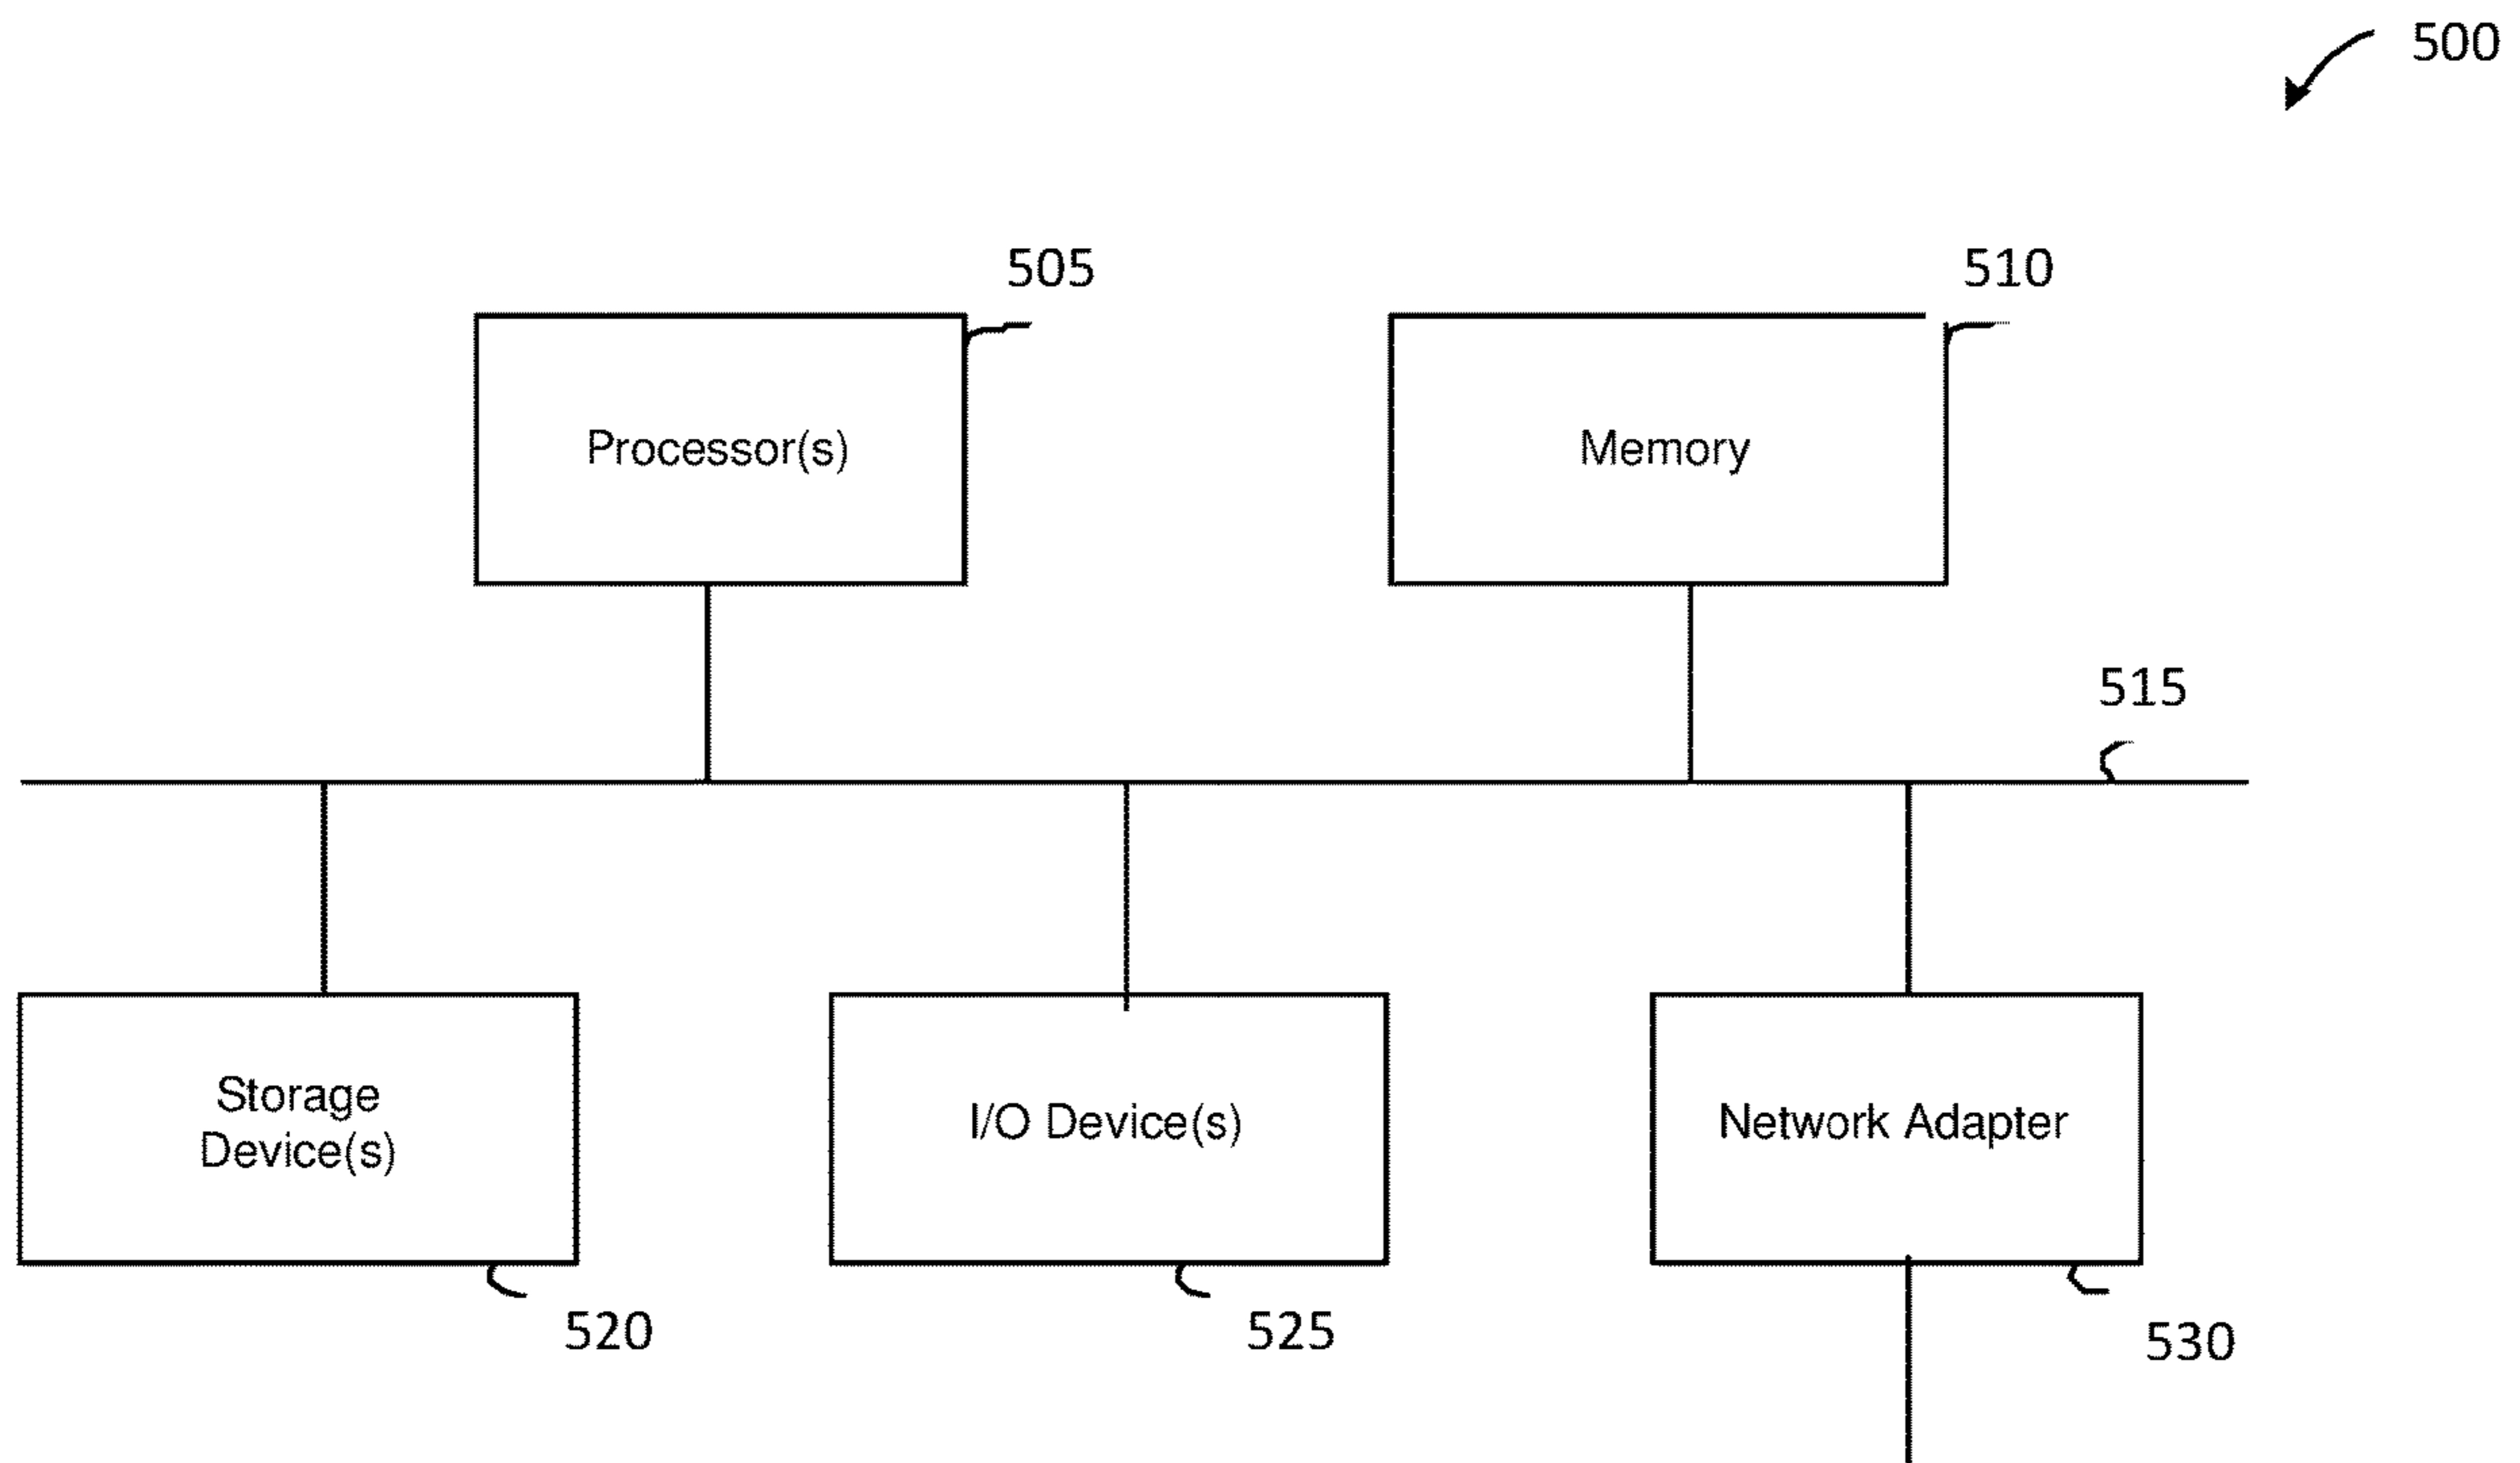 500
505
510
Processor(s)
Memory
515
Storage
Device(s)
I/O Device(s)
Network Adapter
520
525
530